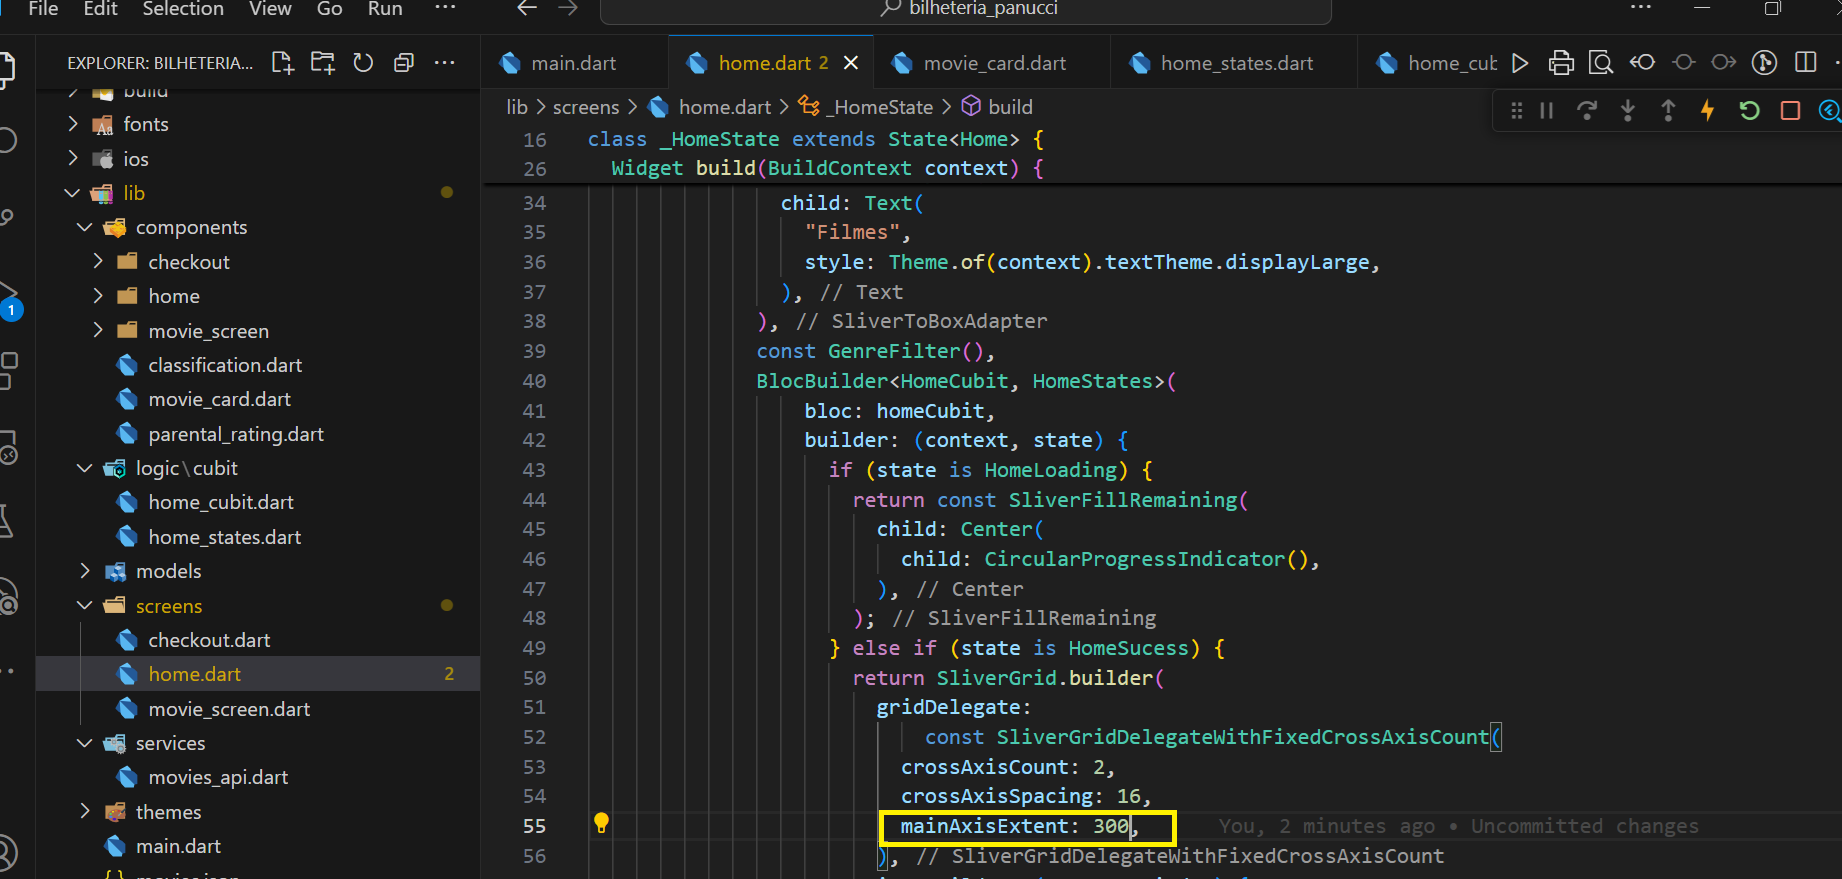 File Edit Selection View Go Run ··· bilheteria_panucci
EXPLORER: BILHETERIA...
build
fonts
ios
lib
components
checkout
home
movie_screen
classification.dart
movie_card.dart
parental_rating.dart
logic\cubit
home_cubit.dart
home_states.dart
models
screens
checkout.dart
home.dart 2
movie_screen.dart
services
movies_api.dart
themes
main.dart
1
main.dart home.dart 2 movie_card.dart home_states.dart home_cub
lib > screens > home.dart > _HomeState > build
16 class _HomeState extends State<Home> {
26 Widget build(BuildContext context) {
34 child: Text(
35 "Filmes",
36 style: Theme.of(context).textTheme.displayLarge,
37 ), // Text
38 ), // SliverToBoxAdapter
39 const GenreFilter(),
40 BlocBuilder<HomeCubit, HomeStates>(
41 bloc: homeCubit,
42 builder: (context, state) {
43 if (state is HomeLoading) {
44 return const SliverFillRemaining(
45 child: Center(
46 child: CircularProgressIndicator(),
47 ), // Center
48 ); // SliverFillRemaining
49 } else if (state is HomeSucess) {
50 return SliverGrid.builder(
51 gridDelegate:
52 const SliverGridDelegateWithFixedCrossAxisCount(
53 crossAxisCount: 2,
54 crossAxisSpacing: 16,
55 mainAxisExtent: 300, You, 2 minutes ago • Uncommitted changes
56 ), // SliverGridDelegateWithFixedCrossAxisCount